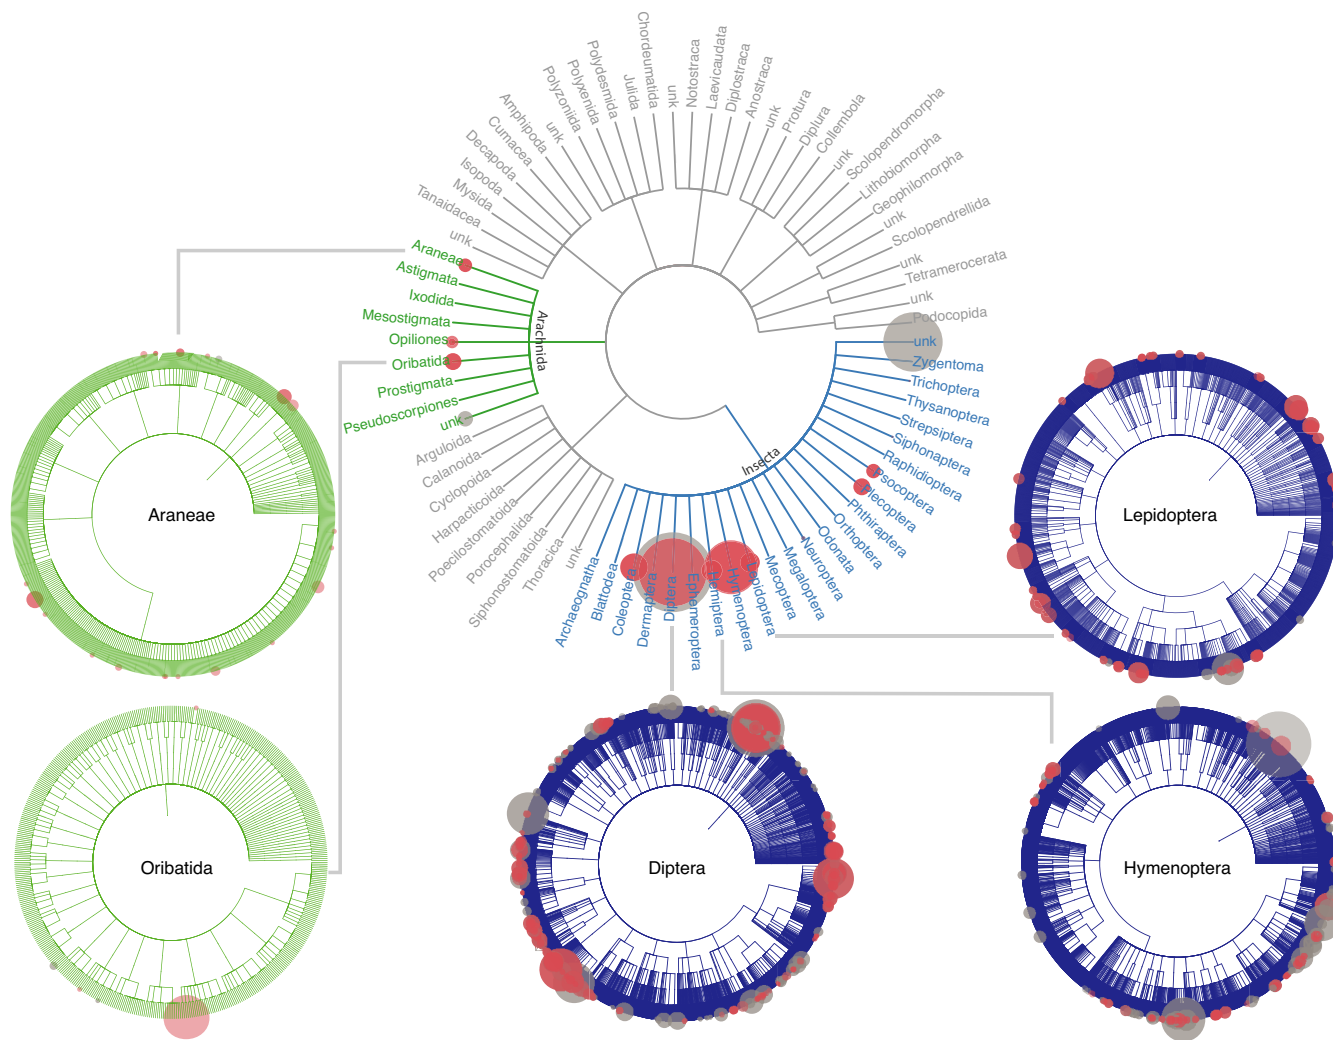 Tanaidacea
Mysida
Isopoda
Decapoda
Cumacea
Amphipoda
unk
Polyzoniida
Polyxenida
Polydesmida
Julida
Chordeumatida
unk
Notostraca
Laevicaudata
Diplostraca
Anostraca
unk
Protura
Diplura
Collembola
unk
Scolopendromorpha
Lithobiomorpha
Geophilomorpha
unk
Scolopendrellida
unk
Tetramerocerata
unk
Podocopida
unk
Araneae
Astigmata
Ixodida
Mesostigmata
Opiliones
Oribatida
Prostigmata
Pseudoscorpiones
unk
Arachnida
unk
Zygentoma
Trichoptera
Thysanoptera
Strepsiptera
Siphonaptera
Raphidioptera
Psocoptera
Plecoptera
Phthiraptera
Orthoptera
Odonata
Neuroptera
Megaloptera
Mecoptera
Lepidoptera
Hymenoptera
Hemiptera
Ephemeroptera
Diptera
Dermaptera
Coleoptera
Blattodea
Archaeognatha
Insecta
Arguloida
Calanoida
Cyclopoida
Harpacticoida
Poecilostomatoida
Porocephalida
Siphonostomatoida
Thoracica
unk
Araneae
Lepidoptera
Oribatida
Diptera
Hymenoptera